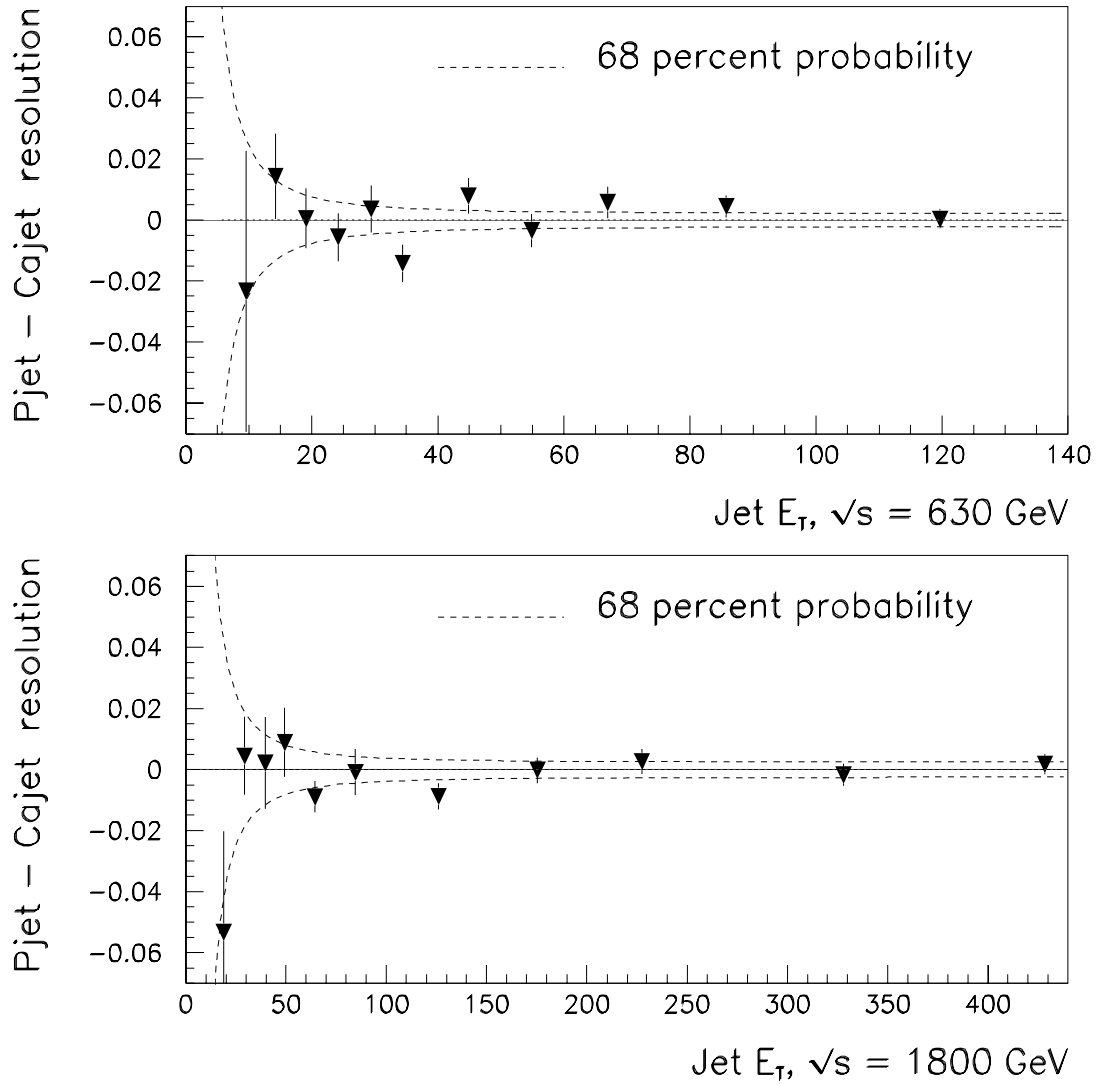 Pjet − Cajet resolution
0.06
0.04
0.02
0
−0.02
−0.04
−0.06
68 percent probability
0 20 40 60 80 100 120 140
Jet E_T, √s = 630 GeV
Pjet − Cajet resolution
0.06
0.04
0.02
0
−0.02
−0.04
−0.06
68 percent probability
0 50 100 150 200 250 300 350 400
Jet E_T, √s = 1800 GeV